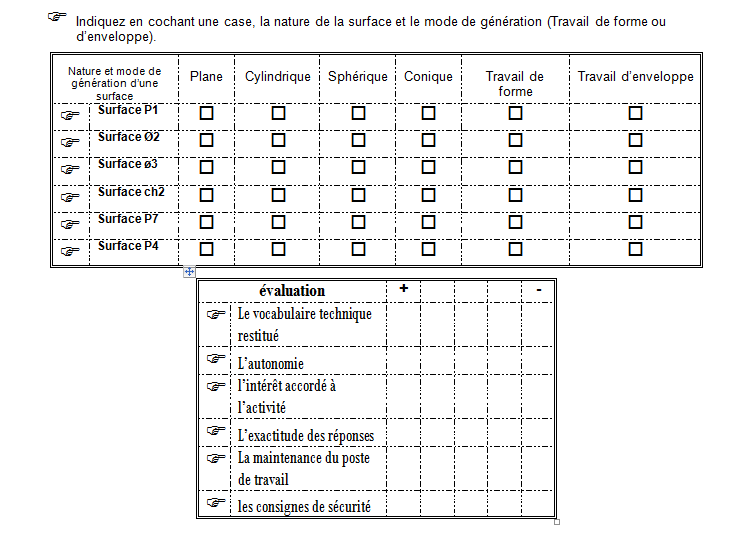 Indiquez en cochant une case, la nature de la surface et le mode de génération (Travail de forme ou
d’enveloppe).
Nature et mode de
génération d’une
surface
Plane
Cylindrique
Sphérique
Conique
Travail de
forme
Travail d’enveloppe
Surface P1
Surface Ø2
Surface ø3
Surface ch2
Surface P7
Surface P4
évaluation
+
-
Le vocabulaire technique
restitué
L’autonomie
l’intérêt accordé à
l’activité
L’exactitude des réponses
La maintenance du poste
de travail
les consignes de sécurité